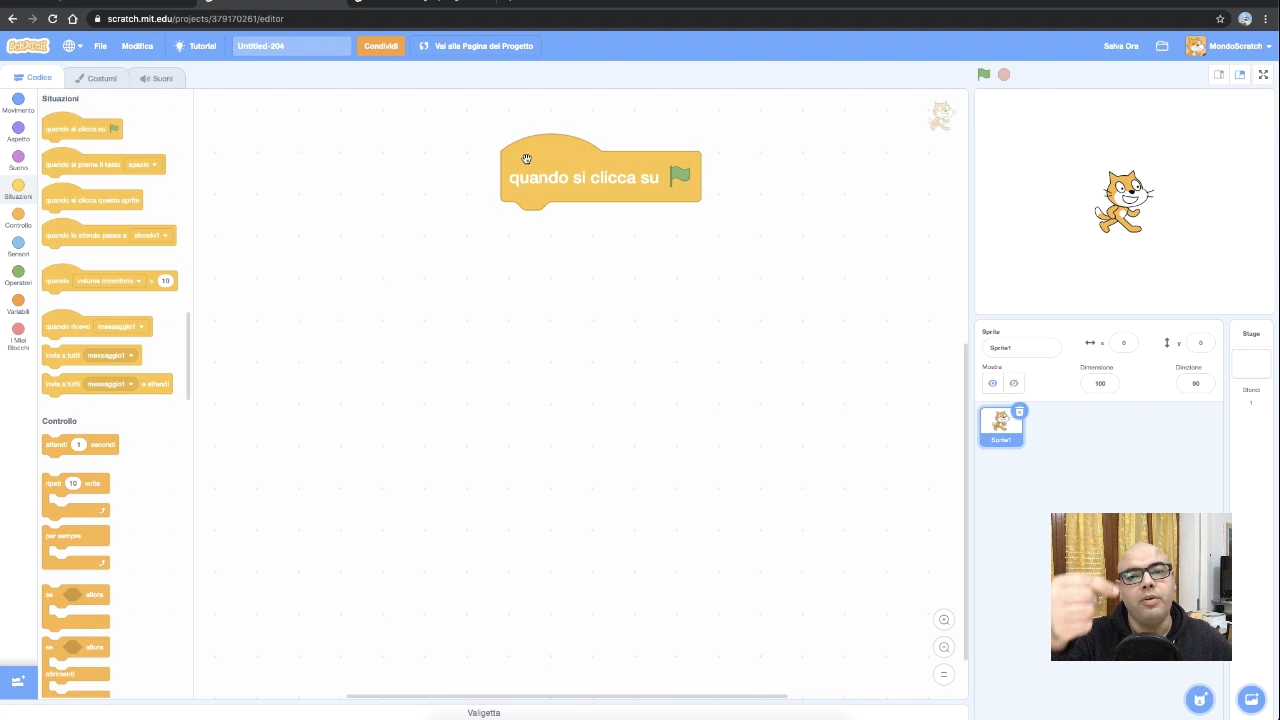 scratch.mit.edu/projects/379170261/editor
SCRATCH File Modifica Tutorial Untitled-204 Condividi Vai alla Pagina del Progetto Salva Ora MondoScratch
Codice Costumi Suoni
Movimento
Aspetto
Suono
Situazioni
Controllo
Sensori
Operatori
Variabili
I Miei
Blocchi
Situazioni
quando si clicca su
quando si preme il tasto spazio
quando si clicca questo sprite
quando lo sfondo passa a sfondo1
quando volume microfono > 10
quando ricevo messaggio1
invia a tutti messaggio1
invia a tutti messaggio1 e attendi
Controllo
attendi 1 secondi
ripeti 10 volte
per sempre
se allora
se allora
altrimenti
quando si clicca su
Valigetta
Sprite
Sprite1 x 0 y 0
Mostra Dimensione Direzione
100 90
Sprite1
Stage
Sfondi
1